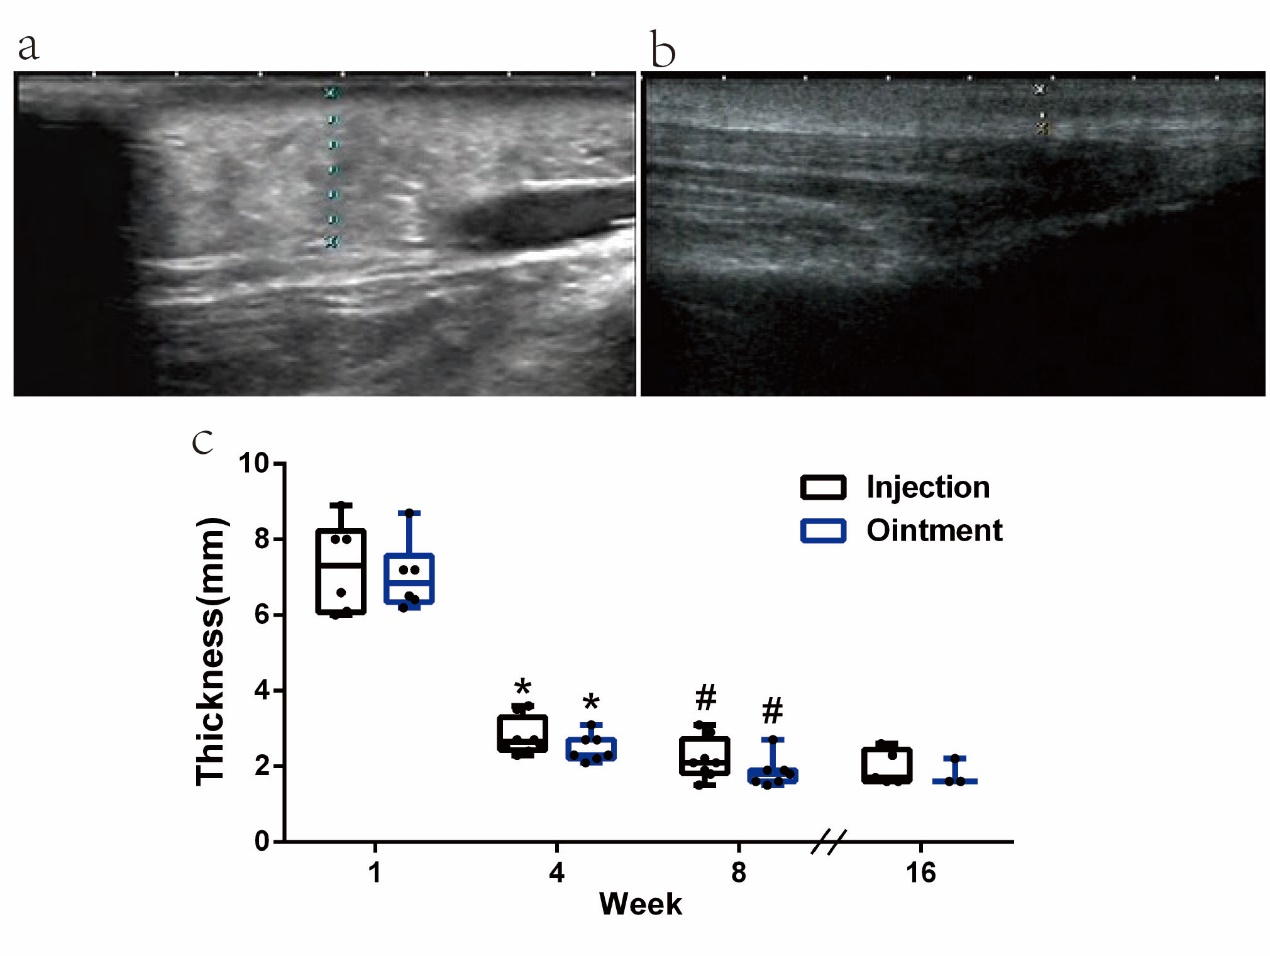 a
b
c
10
8
6
4
2
0
Thickness(mm)
Injection
Ointment
*
*
#
#
1
4
8
16
Week